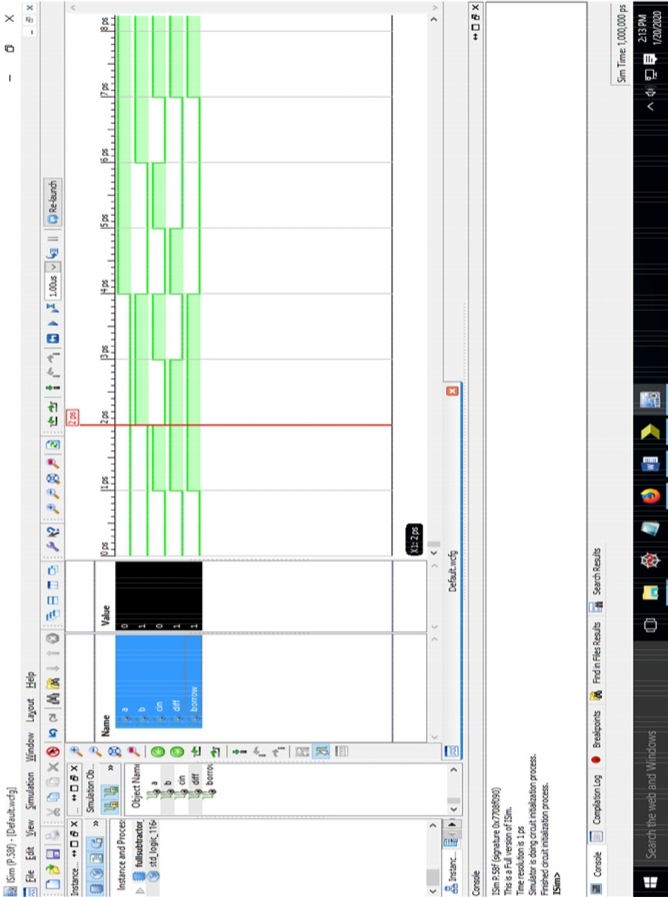 ISim (P.58f) - [Default.wcfg]
File Edit View Simulation Window Layout Help
1.00us Re-launch
Instance... Simulation Ob...
Instance and Process
fullsubtractor_
std_logic_1164
Object Name
a
b
cin
diff
borrow
Name Value
a 0
b 1
cin 0
diff 1
borrow 1
2 ps
0 ps 1 ps 2 ps 3 ps 4 ps 5 ps 6 ps 7 ps 8 ps
X1: 2 ps
Instanc... Default.wcfg
Console
ISim P.58f (signature 0x7708f090)
This is a Full version of ISim.
Time resolution is 1 ps
Simulator is doing circuit initialization process.
Finished circuit initialization process.
ISim>
Console Compilation Log Breakpoints Find in Files Results Search Results
Sim Time: 1,000,000 ps
Search the web and Windows
2:13 PM
1/20/2020